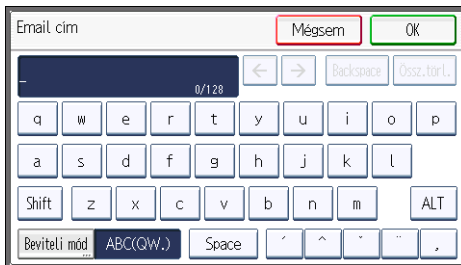 Email cím Mégsem OK
_
0/128 ← → Backspace Össz.törl.
q w e r t y u i o p
a s d f g h j k l
Shift z x c v b n m ALT
Beviteli mód ABC(QW.) Space ´ ^ ˇ ¨ ,